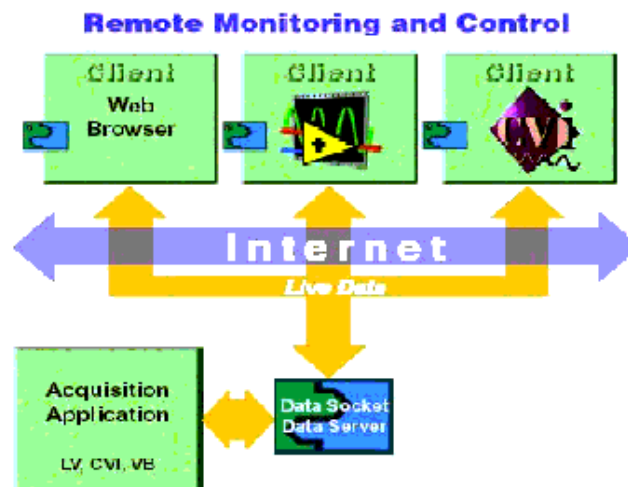 Remote Monitoring and Control
Client
Web
Browser
Client
Client
CVI
Internet
Live Data
Acquisition
Application
LV, CVI, VB
Data Socket
Data Server